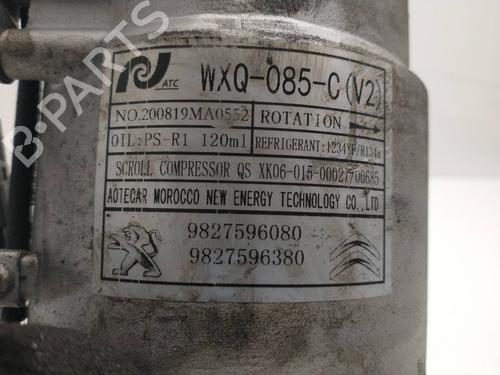 ATC
WXQ-085-C(V2)
NO.200819MA0552
ROTATION
OIL:PS-R1 120ml
REFRIGERANT:1234YF/R134a
SCROLL COMPRESSOR QS XK06-015-00027/00685
AOTECAR MOROCCO NEW ENERGY TECHNOLOGY CO.,LTD
9827596080
9827596380